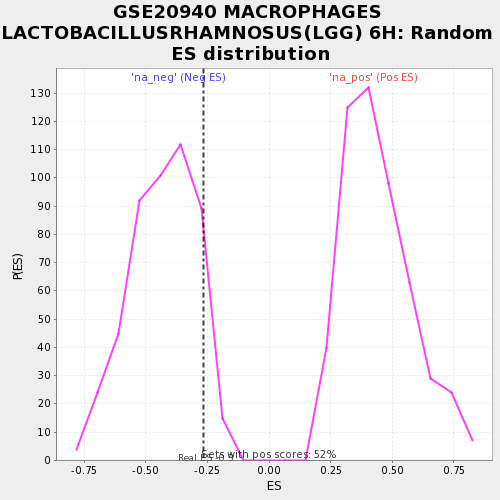 GSE20940 MACROPHAGES
LACTOBACILLUSRHAMNOSUS(LGG) 6H: Random
ES distribution
'na_neg' (Neg ES)
'na_pos' (Pos ES)
P(ES)
130
120
110
100
90
80
70
60
50
40
30
20
10
0
Sets with pos scores: 52%
Real ES
-0.75
-0.50
-0.25
0.00
0.25
0.50
0.75
ES